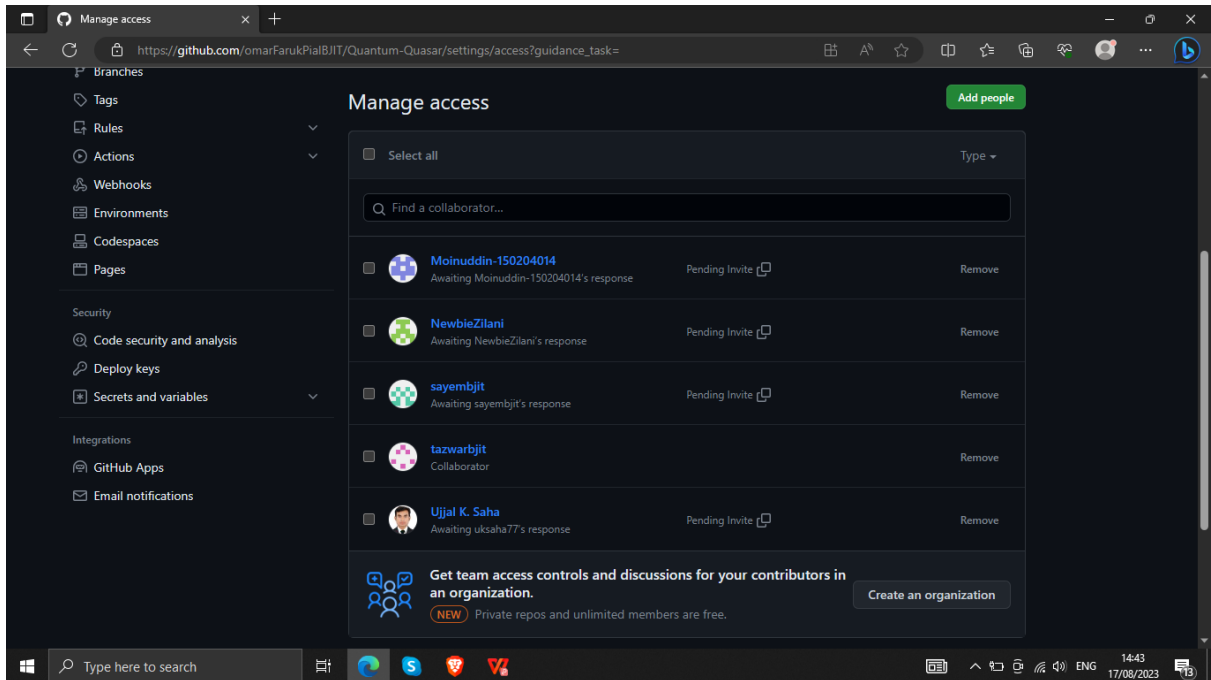 Manage access
https://github.com/omarFarukPialBJIT/Quantum-Quasar/settings/access?guidance_task=
Branches
Tags
Rules
Actions
Webhooks
Environments
Codespaces
Pages
Security
Code security and analysis
Deploy keys
Secrets and variables
Integrations
GitHub Apps
Email notifications
Manage access
Add people
Select all
Type
Find a collaborator...
Moinuddin-150204014
Awaiting Moinuddin-150204014's response
Pending Invite
Remove
NewbieZilani
Awaiting NewbieZilani's response
Pending Invite
Remove
sayembjit
Awaiting sayembjit's response
Pending Invite
Remove
tazwarbjit
Collaborator
Remove
Ujjal K. Saha
Awaiting uksaha77's response
Pending Invite
Remove
Get team access controls and discussions for your contributors in
an organization.
NEW Private repos and unlimited members are free.
Create an organization
Type here to search
ENG
14:43
17/08/2023
13